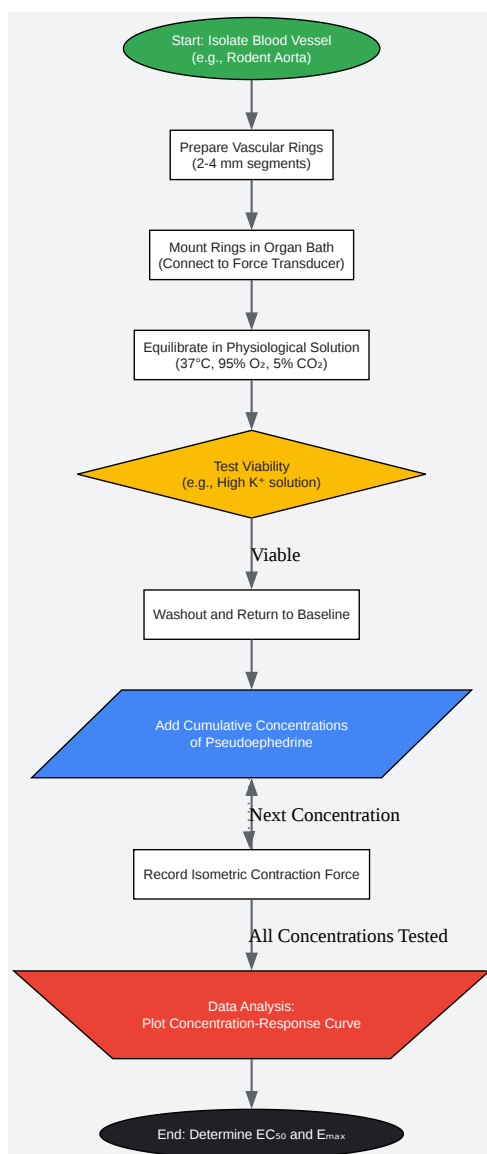 Start: Isolate Blood Vessel
(e.g., Rodent Aorta)
Prepare Vascular Rings
(2-4 mm segments)
Mount Rings in Organ Bath
(Connect to Force Transducer)
Equilibrate in Physiological Solution
(37°C, 95% O₂, 5% CO₂)
Test Viability
(e.g., High K⁺ solution)
Viable
Washout and Return to Baseline
Add Cumulative Concentrations
of Pseudoephedrine
Next Concentration
Record Isometric Contraction Force
All Concentrations Tested
Data Analysis:
Plot Concentration-Response Curve
End: Determine EC₅₀ and Eₘₐₓ